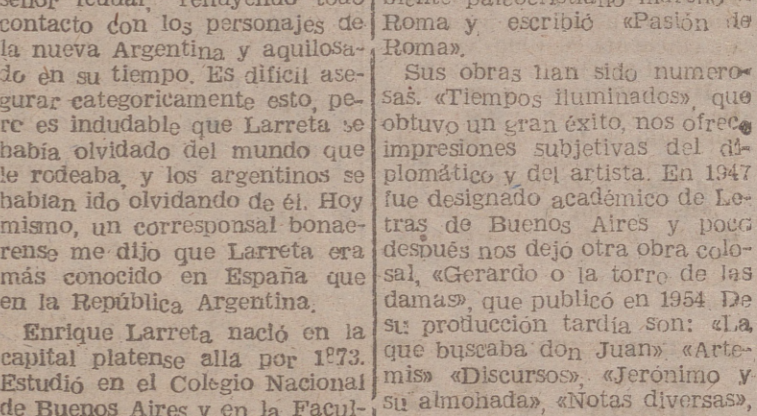 señor feudal, rehuyendo todo
contacto con los personajes de
la nueva Argentina y aquilosa-
do en su tiempo. Es dificil ase-
gurar categoricamente esto, pe-
rc es indudable que Larreta se
había olvidado del mundo que
le rodeaba, y los argentinos se
habían ido olvidando de él. Hoy
mismo, un corresponsal bonae-
rense me dijo que Larreta era
más conocido en España que
en la República Argentina.
Enrique Larreta nació en la
capital platense alla por 1873.
Estudió en el Colegio Nacional
de Buenos Aires y en la Facul-
Roma y escribió «Pasión de
Roma».
Sus obras han sido numero-
sas. «Tiempos iluminados», que
obtuvo un gran éxito, nos ofrece
impresiones subjetivas del di-
plomático y del artista. En 1947
fue designado académico de Le-
tras de Buenos Aires y poco
después nos dejó otra obra colo-
sal, «Gerardo o la torre de las
damas», que publicó en 1954. De
su producción tardía son: «La
que buscaba don Juan» «Arte-
mis» «Discursos», «Jerónimo y
su almohada», «Notas diversas»,